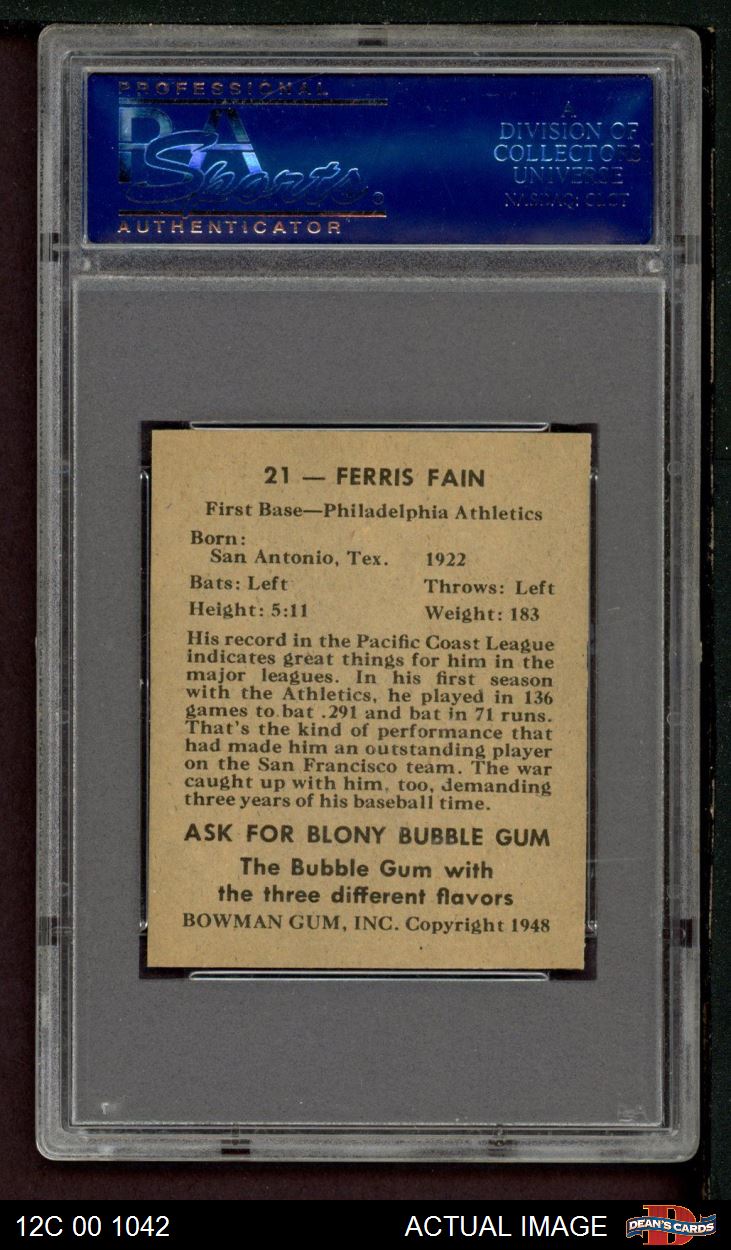 PROFESSIONAL
PSA
Sports
AUTHENTICATOR
A
DIVISION OF
COLLECTORS
UNIVERSE
NASDAQ: CLCT
21 — FERRIS FAIN
First Base—Philadelphia Athletics
Born:
San Antonio, Tex. 1922
Bats: Left Throws: Left
Height: 5:11 Weight: 183
His record in the Pacific Coast League
indicates great things for him in the
major leagues. In his first season
with the Athletics, he played in 136
games to bat .291 and bat in 71 runs.
That's the kind of performance that
had made him an outstanding player
on the San Francisco team. The war
caught up with him, too, demanding
three years of his baseball time.
ASK FOR BLONY BUBBLE GUM
The Bubble Gum with
the three different flavors
BOWMAN GUM, INC. Copyright 1948
12C 00 1042 ACTUAL IMAGE DEAN'S CARDS